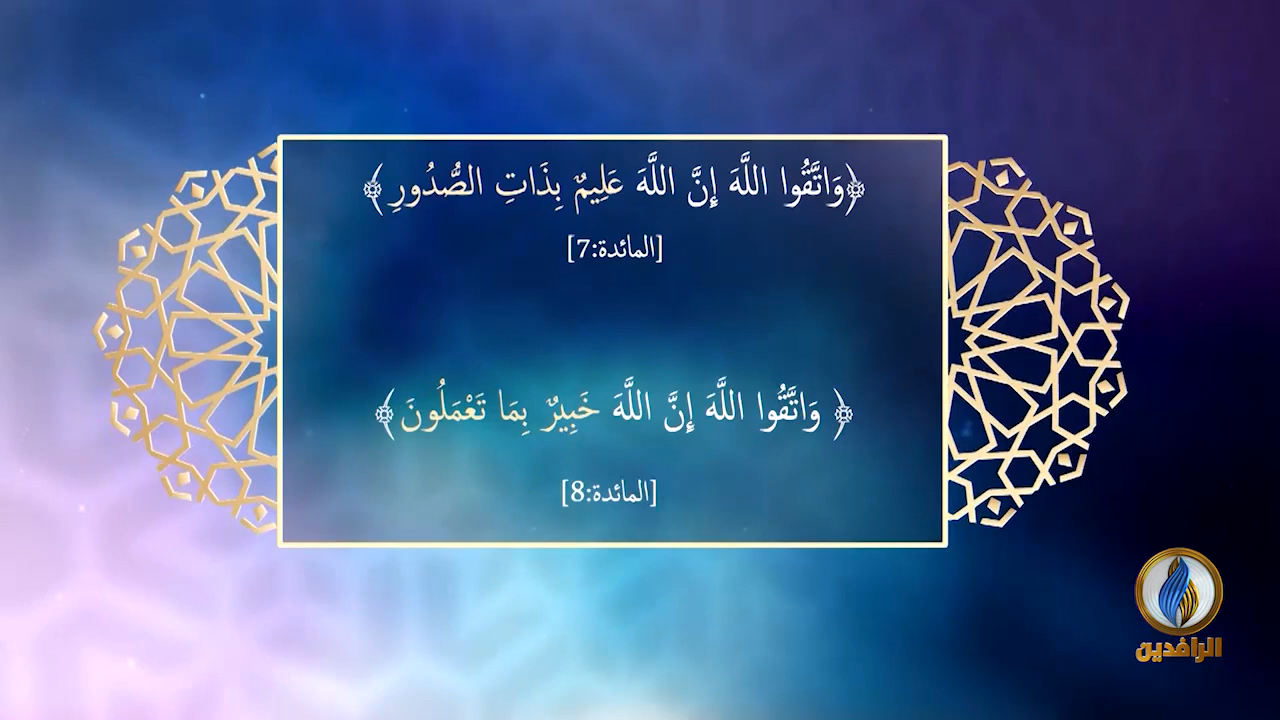 ﴿وَاتَّقُوا اللَّهَ إِنَّ اللَّهَ عَلِيمٌ بِذَاتِ الصُّدُورِ﴾
[المائدة:7]
﴿ وَاتَّقُوا اللَّهَ إِنَّ اللَّهَ خَبِيرٌ بِمَا تَعْمَلُونَ﴾
[المائدة:8]
الرافدين